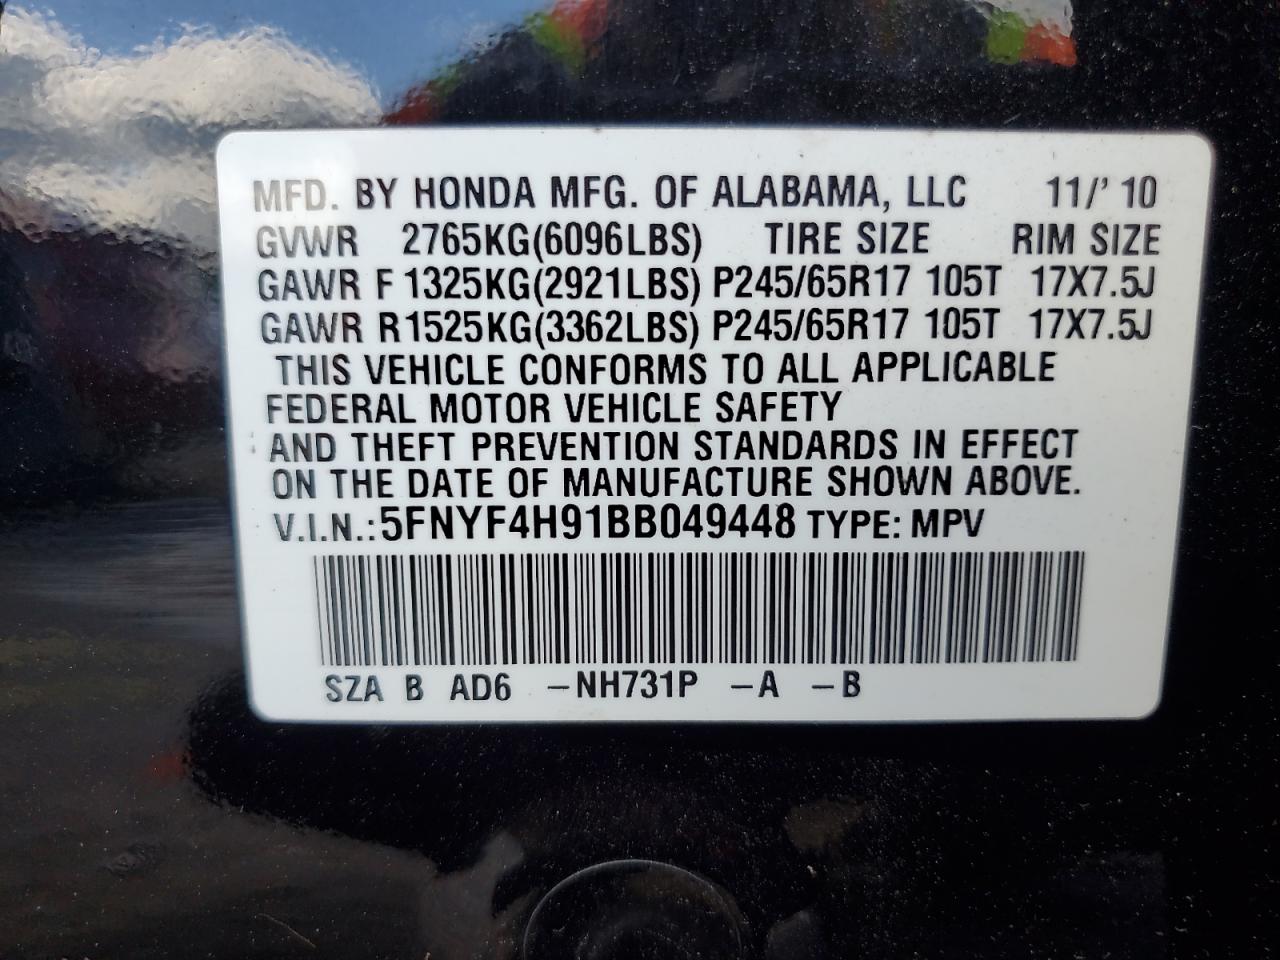 MFD. BY HONDA MFG. OF ALABAMA, LLC 11/' 10
GVWR 2765KG(6096LBS) TIRE SIZE RIM SIZE
GAWR F 1325KG(2921LBS) P245/65R17 105T 17X7.5J
GAWR R1525KG(3362LBS) P245/65R17 105T 17X7.5J
THIS VEHICLE CONFORMS TO ALL APPLICABLE
FEDERAL MOTOR VEHICLE SAFETY
AND THEFT PREVENTION STANDARDS IN EFFECT
ON THE DATE OF MANUFACTURE SHOWN ABOVE.
V.I.N.: 5FNYF4H91BB049448 TYPE: MPV
SZA B AD6 –NH731P –A –B